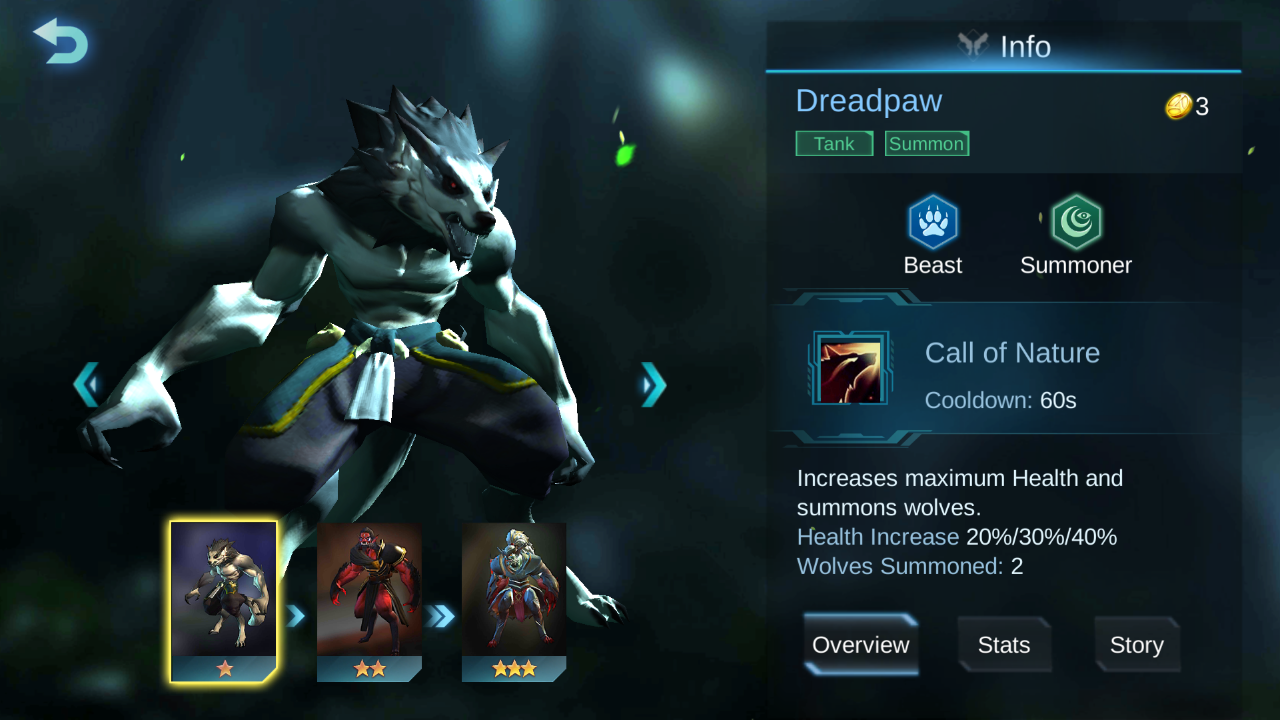 Info
Dreadpaw
3
Tank
Summon
Beast
Summoner
Call of Nature
Cooldown: 60s
Increases maximum Health and
summons wolves.
Health Increase 20%/30%/40%
Wolves Summoned: 2
Overview
Stats
Story